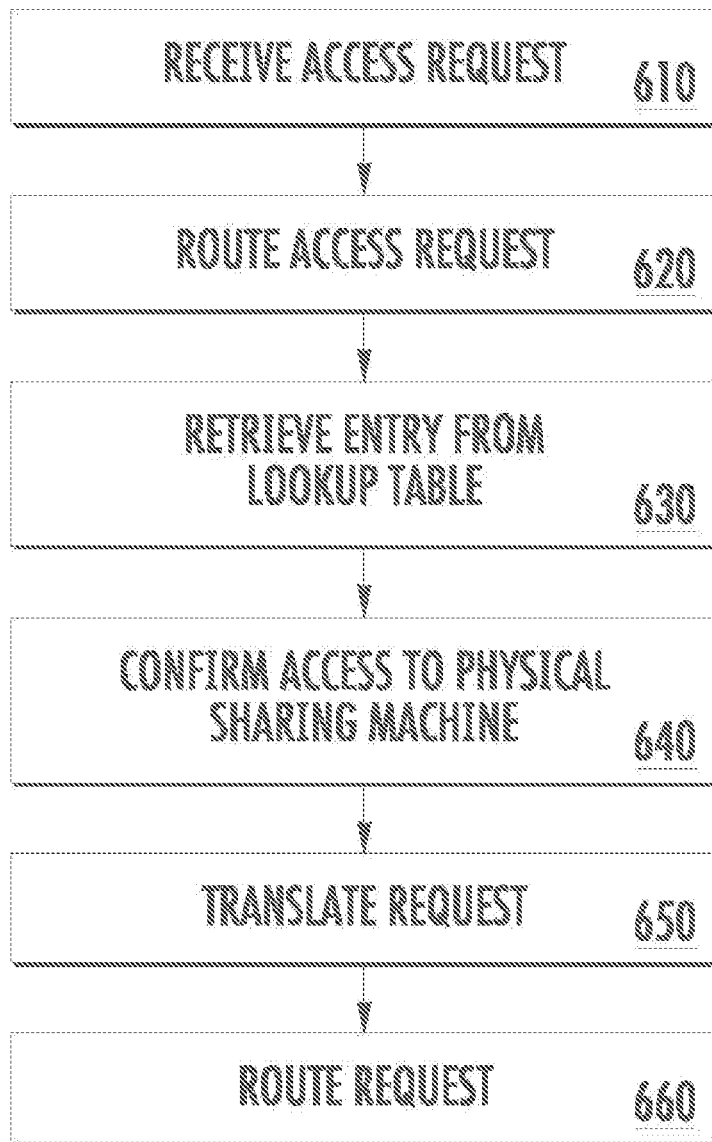 RECEIVE ACCESS REQUEST
610
ROUTE ACCESS REQUEST
620
RETRIEVE ENTRY FROM
LOOKUP TABLE
630
CONFIRM ACCESS TO PHYSICAL
SHARING MACHINE
640
TRANSLATE REQUEST
650
ROUTE REQUEST
660